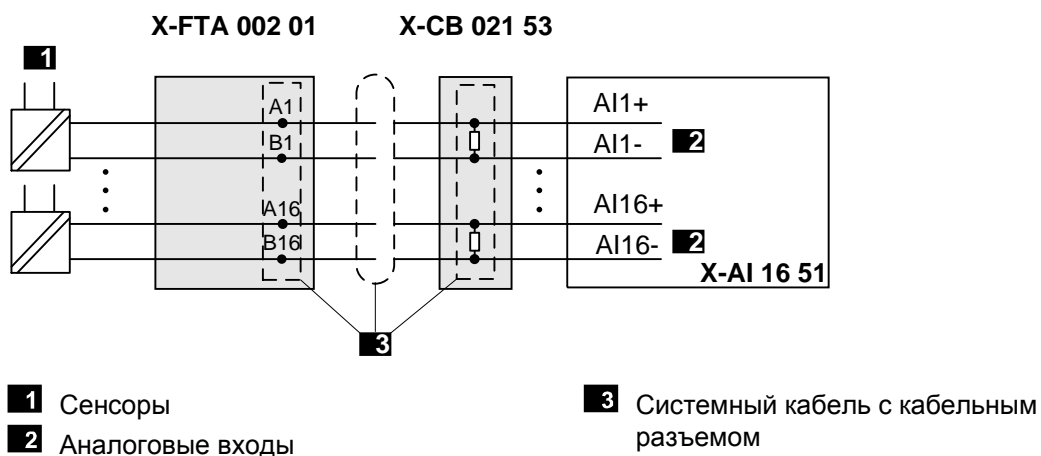 X-FTA 002 01 X-CB 021 53
1
A1 AI1+
B1 AI1- 2
A16 AI16+
B16 AI16- 2
X-AI 16 51
3
1 Сенсоры
2 Аналоговые входы
3 Системный кабель с кабельным
разъемом